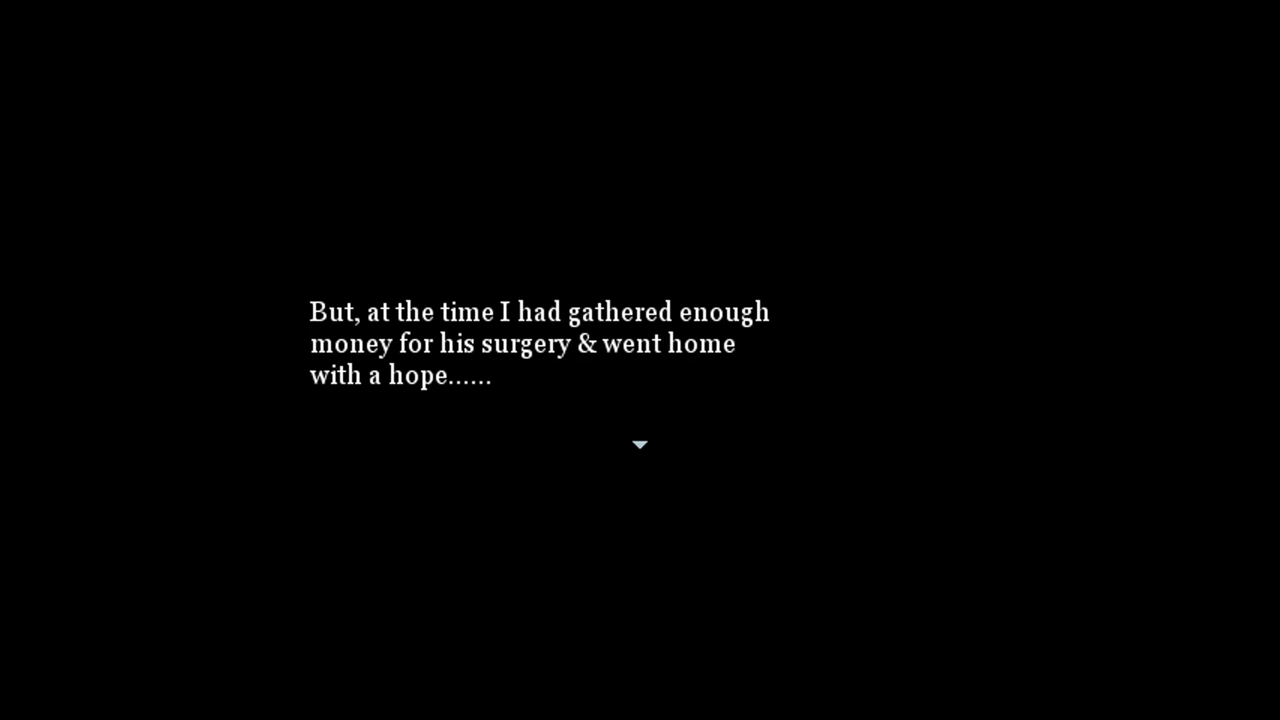 But, at the time I had gathered enough
money for his surgery & went home
with a hope......